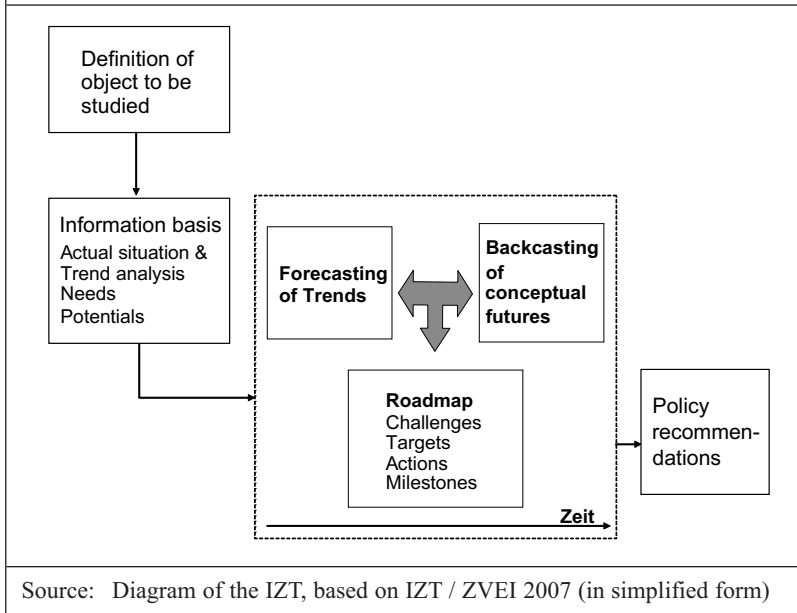 Definition of
object to be
studied
Information basis
Actual situation &
Trend analysis
Needs
Potentials
Forecasting
of Trends
Backcasting
of
conceptual
futures
Roadmap
Challenges
Targets
Actions
Milestones
Zeit
Policy
recommen-
dations
Source: Diagram of the IZT, based on IZT / ZVEI 2007 (in simplified form)